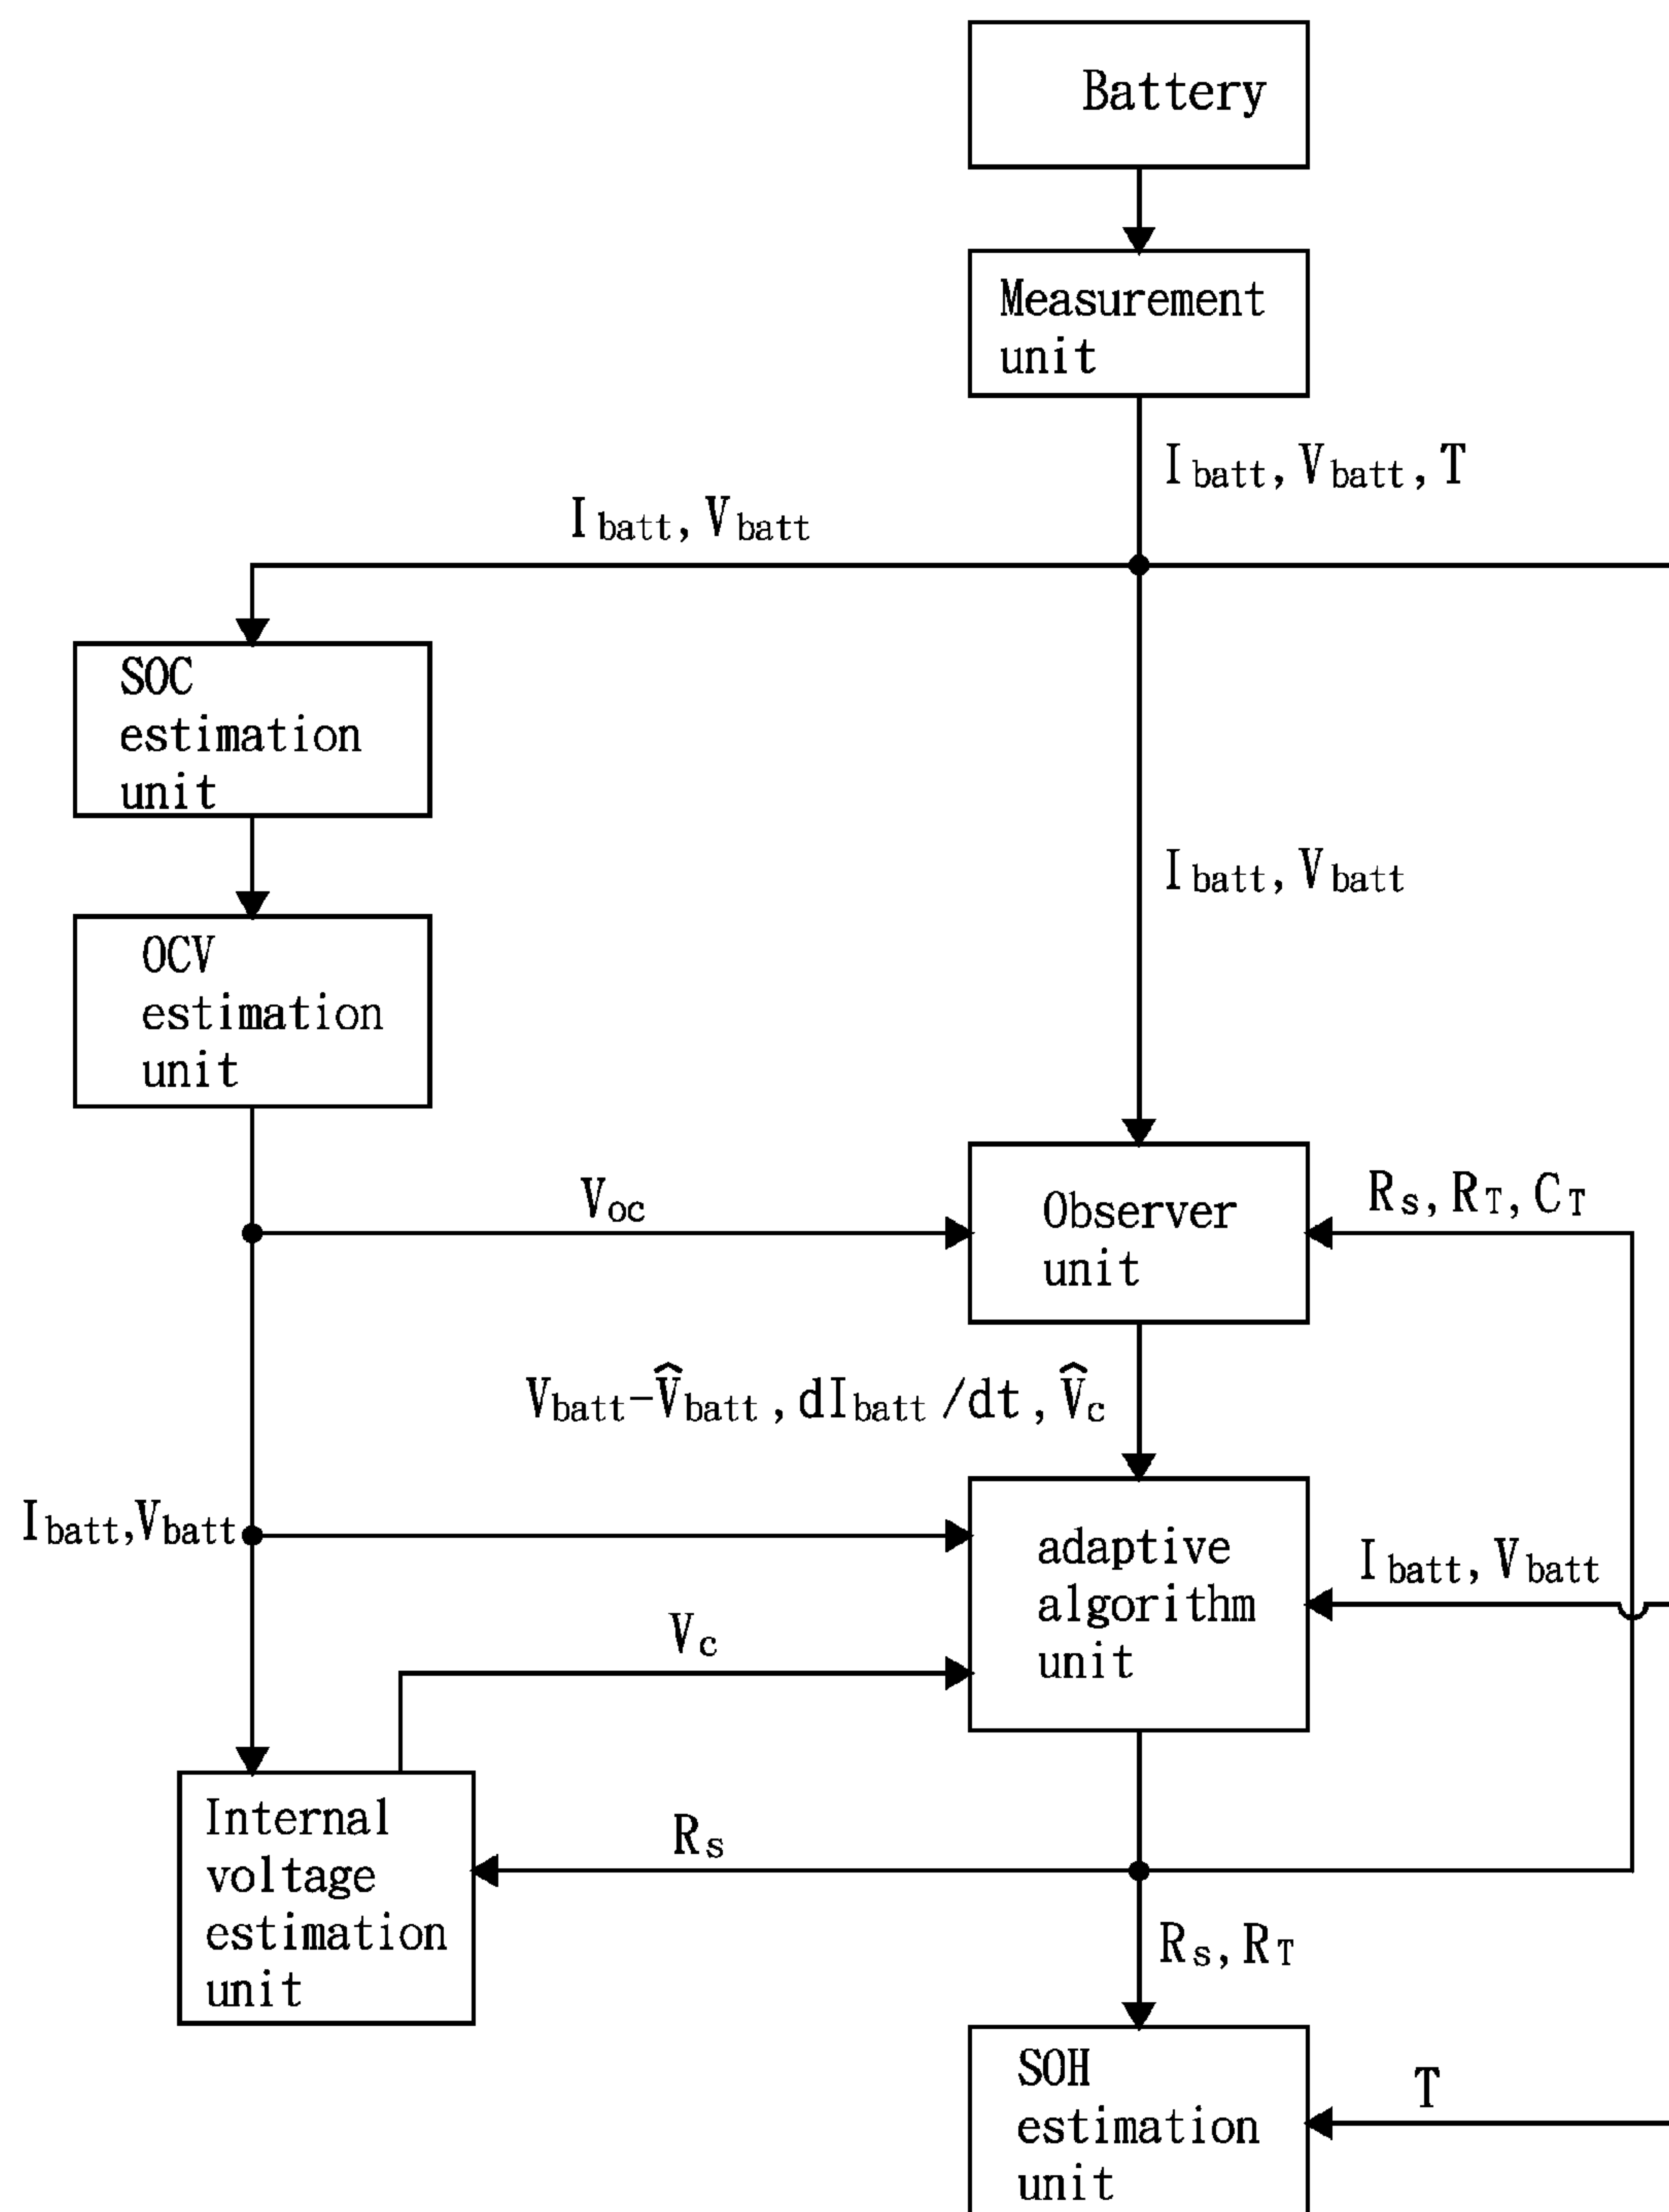 Battery
Measurement
unit
Ibatt, Vbatt, T
Ibatt, Vbatt
SOC
estimation
unit
Ibatt, Vbatt
OCV
estimation
unit
Voc
Observer
unit
Rs, RT, CT
Vbatt-V̂batt, dIbatt/dt, V̂c
Ibatt,Vbatt
adaptive
algorithm
unit
Ibatt, Vbatt
Vc
Internal
voltage
estimation
unit
Rs
Rs, RT
SOH
estimation
unit
T